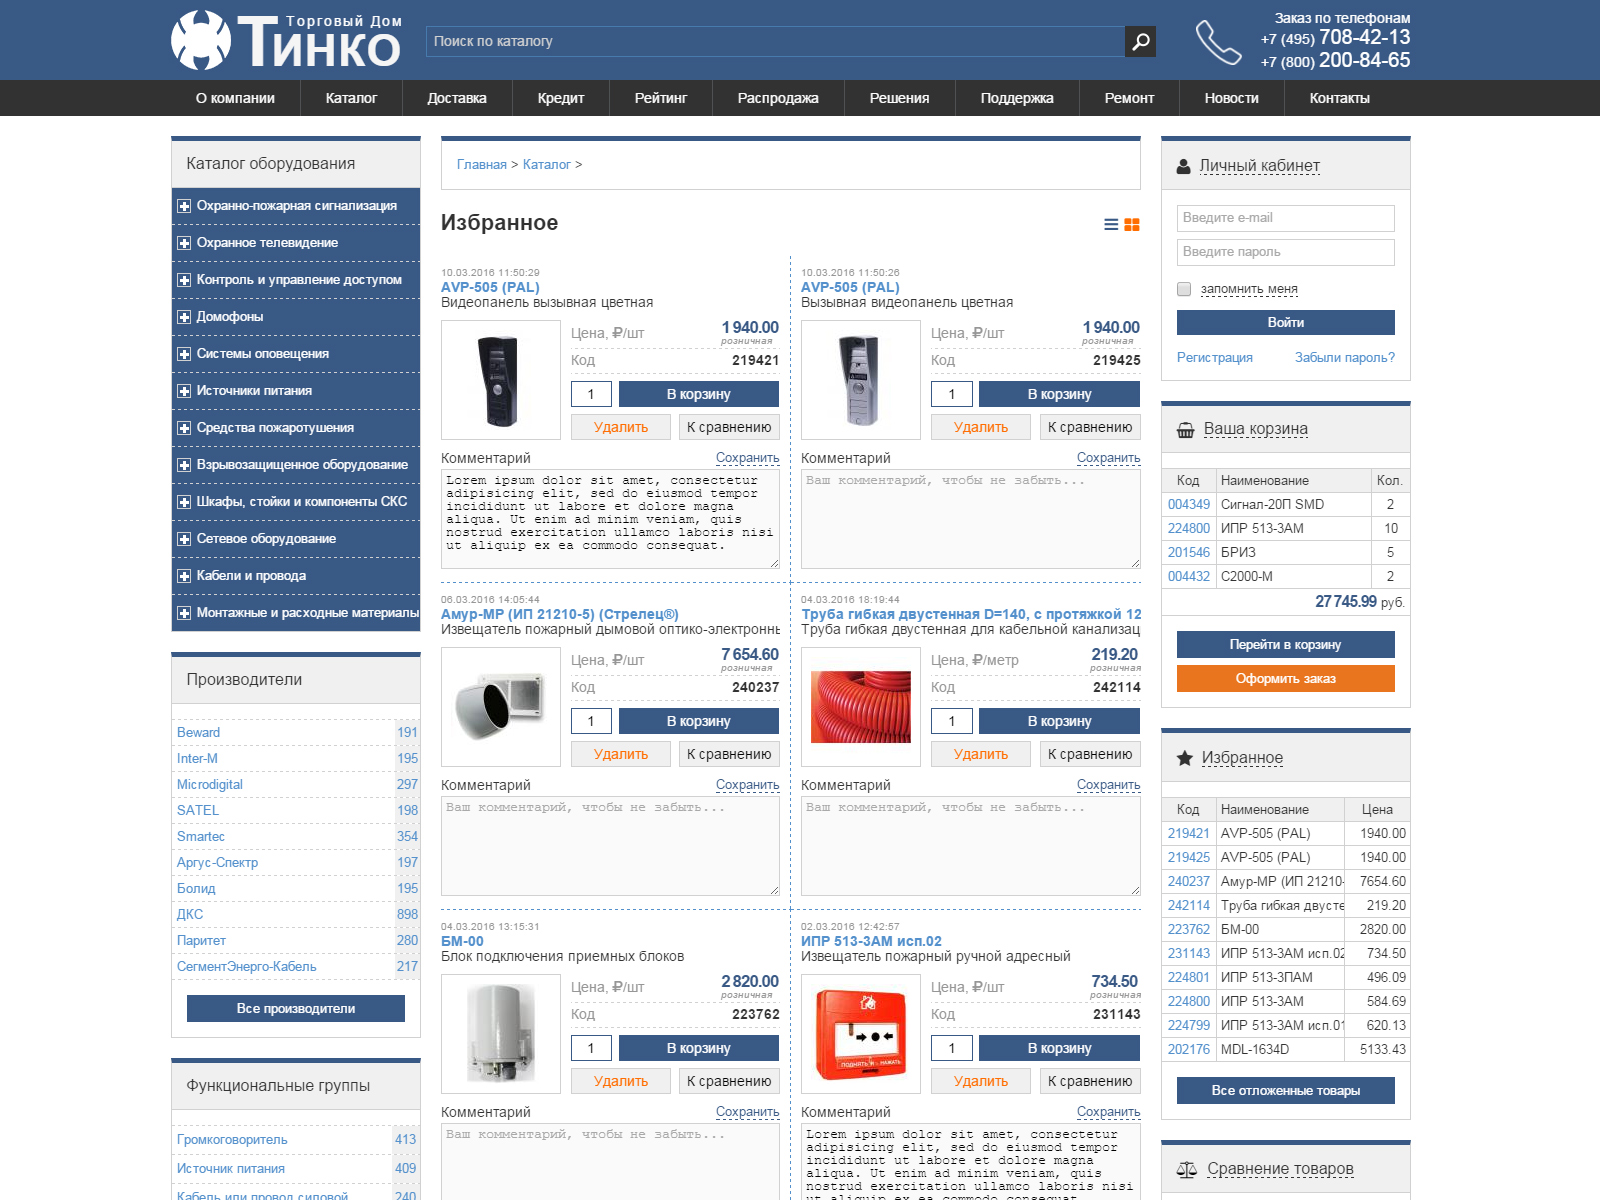 Торговый Дом
Тинко
Поиск по каталогу
Заказ по телефонам
+7 (495) 708-42-13
+7 (800) 200-84-65
О компании
Каталог
Доставка
Кредит
Рейтинг
Распродажа
Решения
Поддержка
Ремонт
Новости
Контакты
Каталог оборудования
Охранно-пожарная сигнализация
Охранное телевидение
Контроль и управление доступом
Домофоны
Системы оповещения
Источники питания
Средства пожаротушения
Взрывозащищенное оборудование
Шкафы, стойки и компоненты СКС
Сетевое оборудование
Кабели и провода
Монтажные и расходные материалы
Производители
Beward 191
Inter-M 195
Microdigital 297
SATEL 198
Smartec 354
Аргус-Спектр 197
Болид 195
ДКС 898
Паритет 280
СегментЭнерго-Кабель 217
Все производители
Функциональные группы
Громкоговоритель 413
Источник питания 409
Кабель или провод силовой 240
Главная > Каталог >
Избранное
10.03.2016 11:50:29
AVP-505 (PAL)
Видеопанель вызывная цветная
Цена, ₽/шт 1 940.00
розничная
Код 219421
1 В корзину
Удалить К сравнению
Комментарий Сохранить
Lorem ipsum dolor sit amet, consectetur
adipisicing elit, sed do eiusmod tempor
incididunt ut labore et dolore magna
aliqua. Ut enim ad minim veniam, quis
nostrud exercitation ullamco laboris nisi
ut aliquip ex ea commodo consequat.
10.03.2016 11:50:26
AVP-505 (PAL)
Вызывная видеопанель цветная
Цена, ₽/шт 1 940.00
розничная
Код 219425
1 В корзину
Удалить К сравнению
Комментарий Сохранить
Ваш комментарий, чтобы не забыть...
06.03.2016 14:05:44
Амур-МР (ИП 21210-5) (Стрелец®)
Извещатель пожарный дымовой оптико-электроннь
Цена, ₽/шт 7 654.60
розничная
Код 240237
1 В корзину
Удалить К сравнению
Комментарий Сохранить
Ваш комментарий, чтобы не забыть...
04.03.2016 18:19:44
Труба гибкая двустенная D=140, с протяжкой 12
Труба гибкая двустенная для кабельной канализац
Цена, ₽/метр 219.20
розничная
Код 242114
1 В корзину
Удалить К сравнению
Комментарий Сохранить
Ваш комментарий, чтобы не забыть...
04.03.2016 13:15:31
БМ-00
Блок подключения приемных блоков
Цена, ₽/шт 2 820.00
розничная
Код 223762
1 В корзину
Удалить К сравнению
Комментарий Сохранить
Ваш комментарий, чтобы не забыть...
02.03.2016 12:42:57
ИПР 513-3АМ исп.02
Извещатель пожарный ручной адресный
Цена, ₽/шт 734.50
розничная
Код 231143
1 В корзину
Удалить К сравнению
Комментарий Сохранить
Lorem ipsum dolor sit amet, consectetur
adipisicing elit, sed do eiusmod tempor
incididunt ut labore et dolore magna
aliqua. Ut enim ad minim veniam, quis
nostrud exercitation ullamco laboris nisi
ut aliquip ex ea commodo consequat.
Личный кабинет
Введите e-mail
Введите пароль
запомнить меня
Войти
Регистрация Забыли пароль?
Ваша корзина
Код Наименование Кол.
004349 Сигнал-20П SMD 2
224800 ИПР 513-3АМ 10
201546 БРИЗ 5
004432 С2000-М 2
27 745.99 руб.
Перейти в корзину
Оформить заказ
Избранное
Код Наименование Цена
219421 AVP-505 (PAL) 1940.00
219425 AVP-505 (PAL) 1940.00
240237 Амур-МР (ИП 21210- 7654.60
242114 Труба гибкая двусте 219.20
223762 БМ-00 2820.00
231143 ИПР 513-3АМ исп.02 734.50
224801 ИПР 513-3ПАМ 496.09
224800 ИПР 513-3АМ 584.69
224799 ИПР 513-3АМ исп.01 620.13
202176 MDL-1634D 5133.43
Все отложенные товары
Сравнение товаров